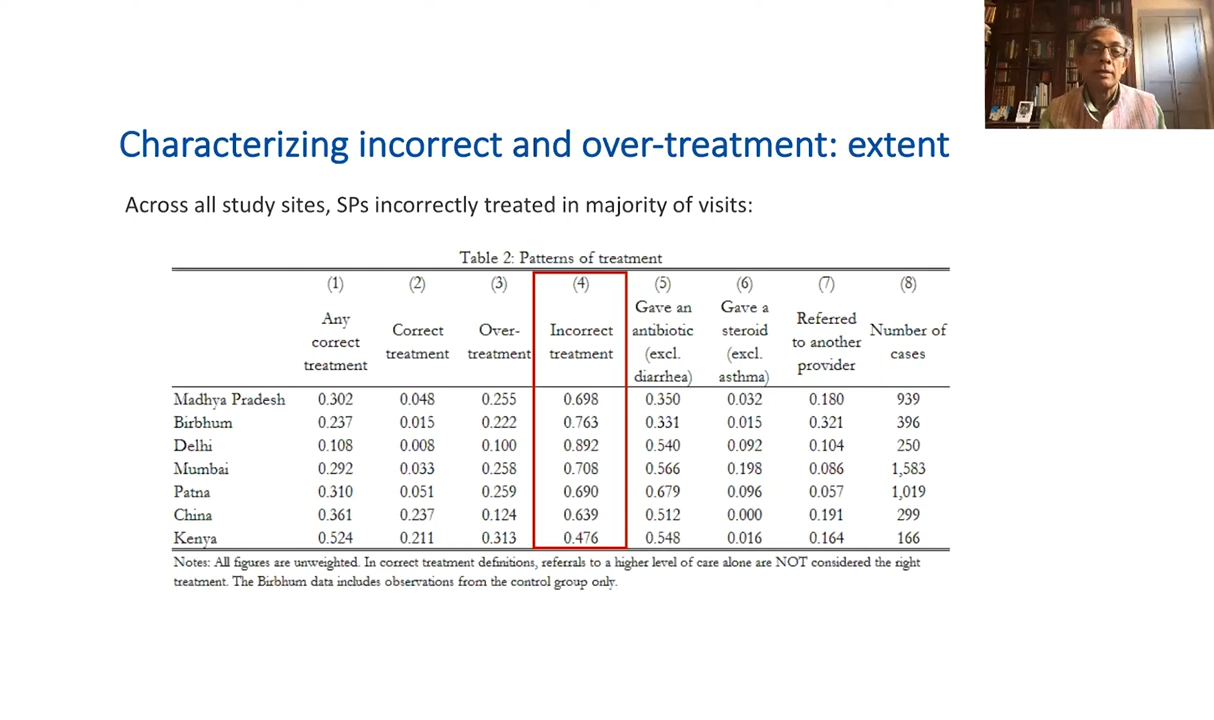 Characterizing incorrect and over-treatment: extent
Across all study sites, SPs incorrectly treated in majority of visits:
Table 2: Patterns of treatment
(1) (2) (3) (4) (5) (6) (7) (8)
Any correct treatment
Correct treatment
Over-treatment
Incorrect treatment
Gave an antibiotic (excl. diarrhea)
Gave a steroid (excl. asthma)
Referred to another provider
Number of cases
Madhya Pradesh 0.302 0.048 0.255 0.698 0.350 0.032 0.180 939
Birbhum 0.237 0.015 0.222 0.763 0.331 0.015 0.321 396
Delhi 0.108 0.008 0.100 0.892 0.540 0.092 0.104 250
Mumbai 0.292 0.033 0.258 0.708 0.566 0.198 0.086 1,583
Patna 0.310 0.051 0.259 0.690 0.679 0.096 0.057 1,019
China 0.361 0.237 0.124 0.639 0.512 0.000 0.191 299
Kenya 0.524 0.211 0.313 0.476 0.548 0.016 0.164 166
Notes: All figures are unweighted. In correct treatment definitions, referrals to a higher level of care alone are NOT considered the right
treatment. The Birbhum data includes observations from the control group only.